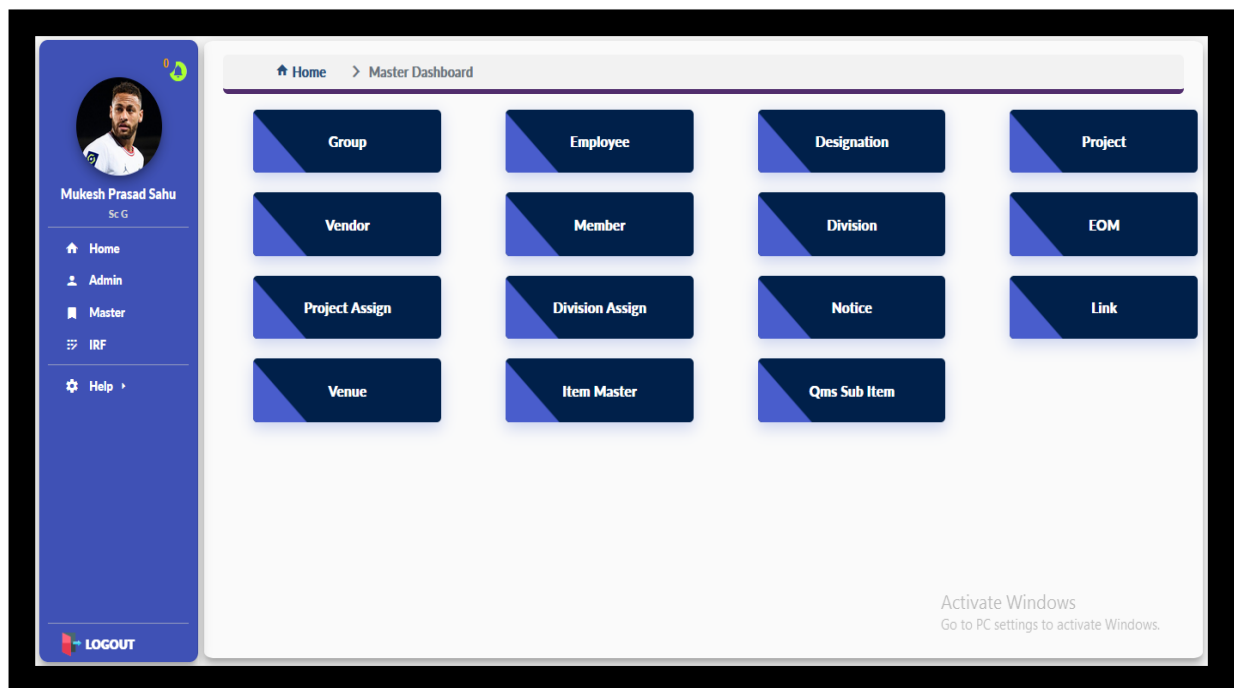 0
Mukesh Prasad Sahu
Sc G
Home
Admin
Master
IRF
Help
LOGOUT
Home > Master Dashboard
Group Employee Designation Project
Vendor Member Division EOM
Project Assign Division Assign Notice Link
Venue Item Master Qms Sub Item
Activate Windows
Go to PC settings to activate Windows.